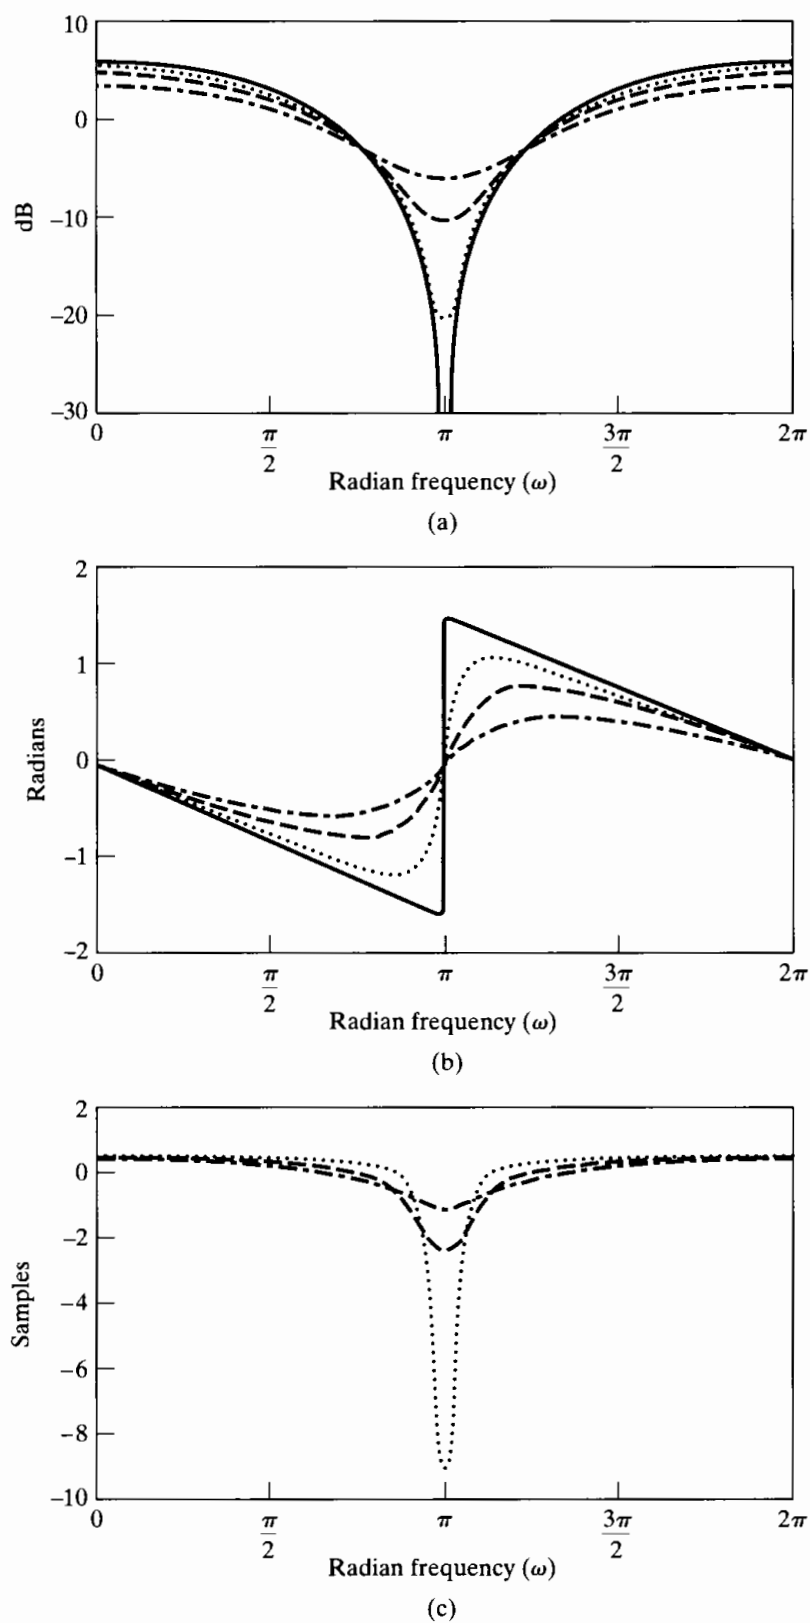 10
0
dB
−10
−20
−30
0
π/2
π
3π/2
2π
Radian frequency (ω)
(a)
2
1
Radians
0
−1
−2
0
π/2
π
3π/2
2π
Radian frequency (ω)
(b)
2
0
−2
Samples
−4
−6
−8
−10
0
π/2
π
3π/2
2π
Radian frequency (ω)
(c)